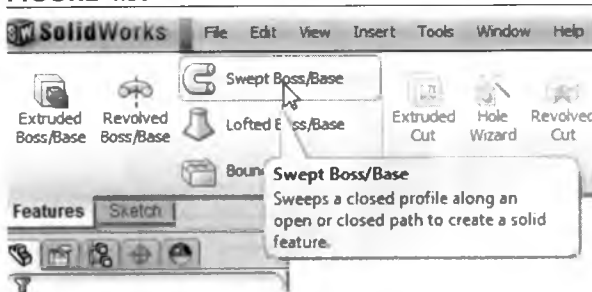 SolidWorks File Edit View Insert Tools Window Help
Swept Boss/Base
Extruded Boss/Base
Revolved Boss/Base
Lofted B ss/Base
Extruded Cut
Hole Wizard
Revolved Cut
Boun
Swept Boss/Base
Sweeps a closed profile along an
open or closed path to create a solid
feature.
Features Sketch